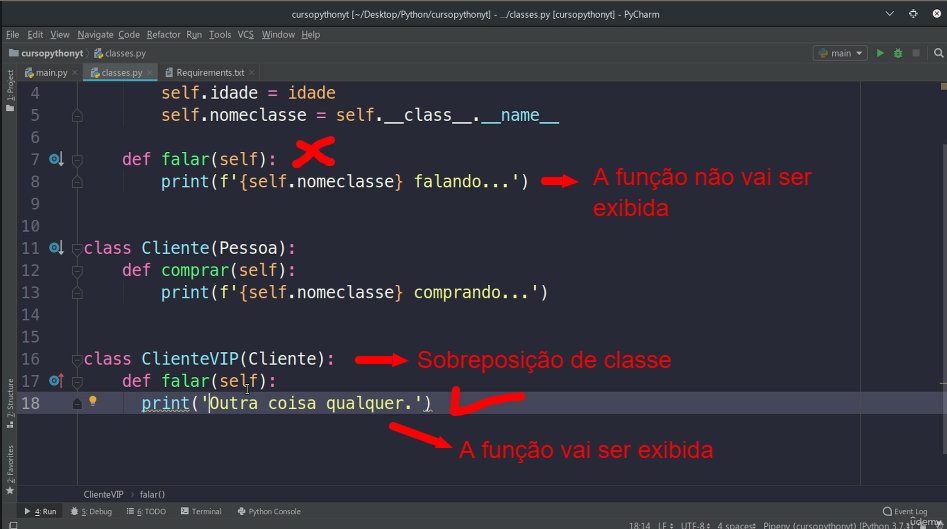 cursopythonyt [~/Desktop/Python/cursopythonyt] - .../classes.py [cursopythonyt] - PyCharm
File Edit View Navigate Code Refactor Run Tools VCS Window Help
cursopythonyt classes.py main
main.py classes.py Requirements.txt
1: Project
4 self.idade = idade
5 self.nomeclasse = self.__class__.__name__
6
7 def falar(self):
8 print(f'{self.nomeclasse} falando...') A função não vai ser
exibida
9
10
11 class Cliente(Pessoa):
12 def comprar(self):
13 print(f'{self.nomeclasse} comprando...')
14
15
16 class ClienteVIP(Cliente): Sobreposição de classe
17 def falar(self):
18 print('Outra coisa qualquer.')
A função vai ser exibida
7: Structure
2: Favorites
ClienteVIP falar()
4: Run 5: Debug 6: TODO Terminal Python Console Event Log
18:14 LF UTF-8 4 spaces Pipenv (cursopythonyt) [Python 3.7
udemy